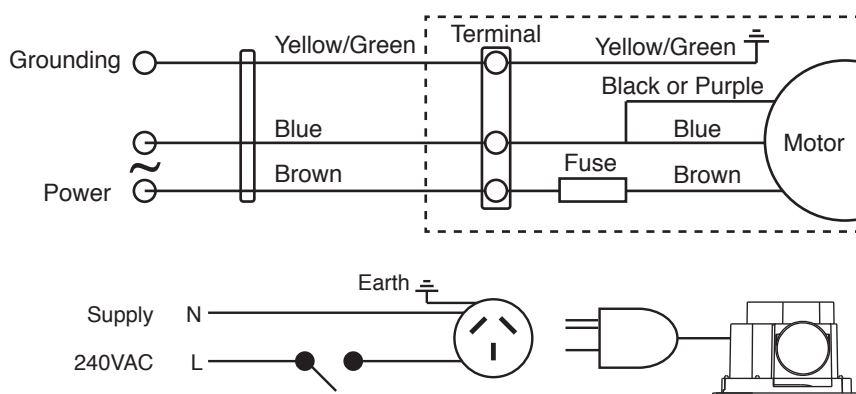 Yellow/Green
Terminal
Yellow/Green
Grounding
Black or Purple
Blue
Blue
Motor
~
Power
Brown
Fuse
Brown
Earth
Supply N
240VAC L